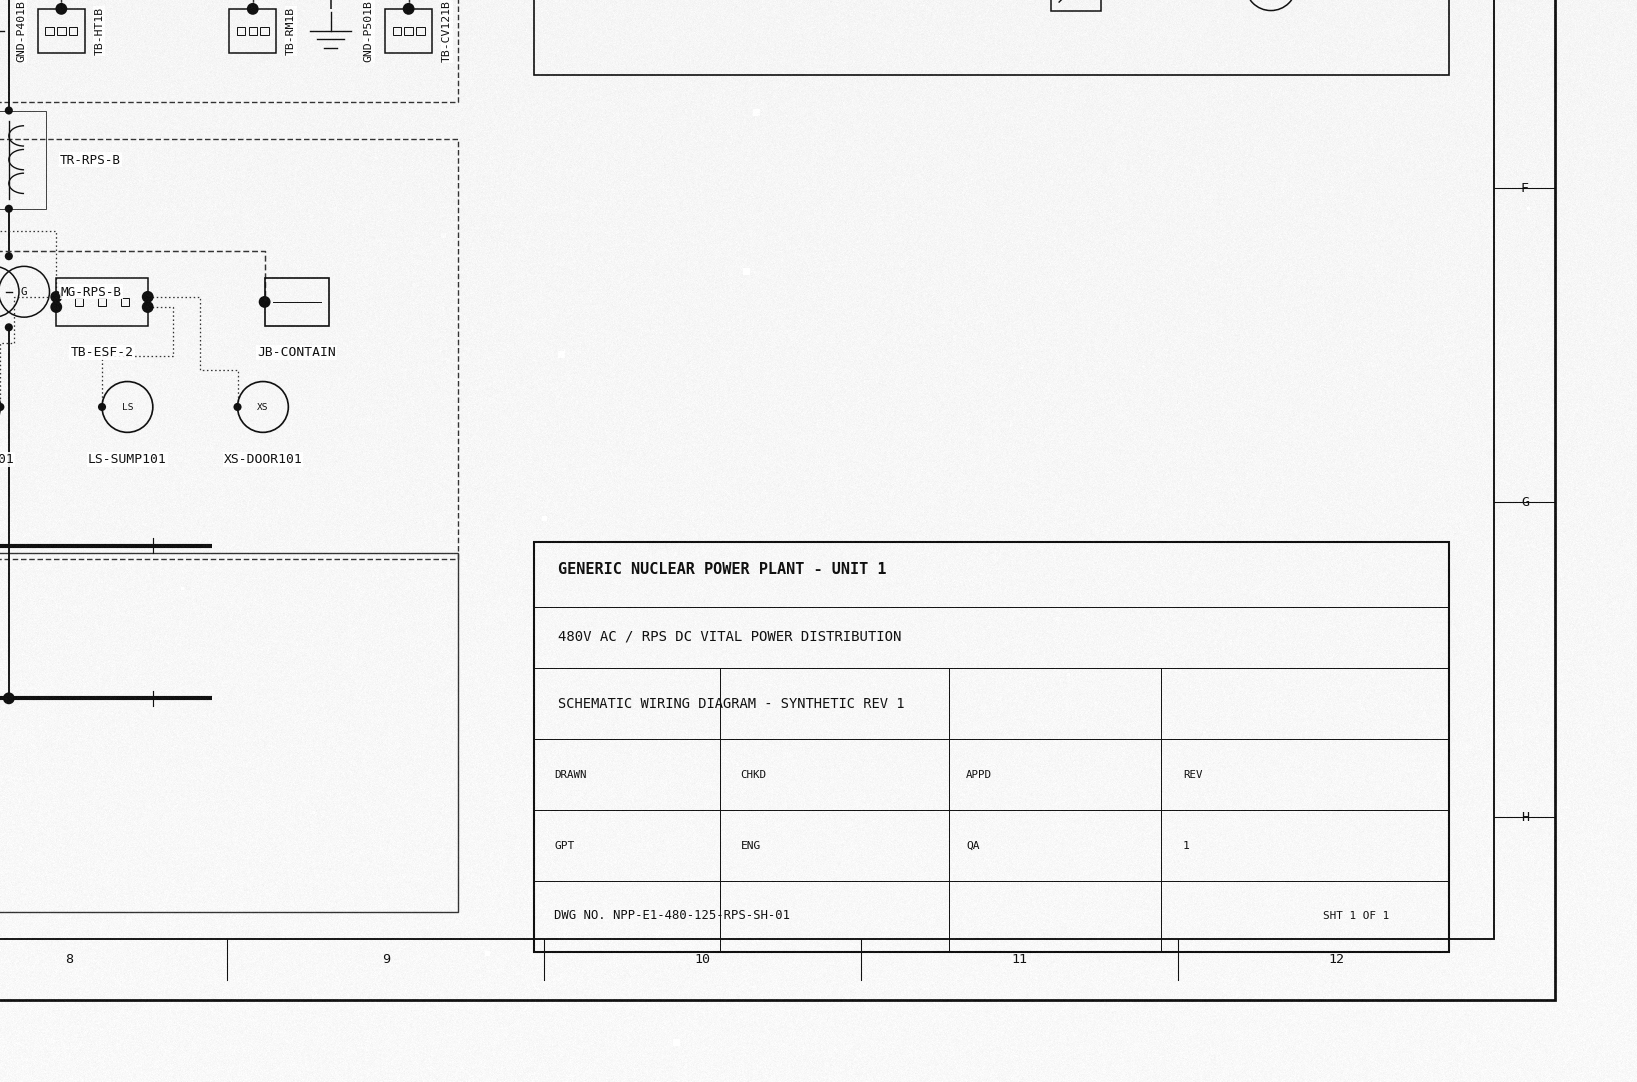 GND-P401B
TB-HT1B
TB-RM1B
GND-P501B
TB-CV121B
TR-RPS-B
F
G
MG-RPS-B
TB-ESF-2
JB-CONTAIN
LS
XS
01
LS-SUMP101
XS-DOOR101
G
GENERIC NUCLEAR POWER PLANT - UNIT 1
480V AC / RPS DC VITAL POWER DISTRIBUTION
SCHEMATIC WIRING DIAGRAM - SYNTHETIC REV 1
DRAWN CHKD APPD REV
H
GPT ENG QA 1
DWG NO. NPP-E1-480-125-RPS-SH-01 SHT 1 OF 1
8 9 10 11 12